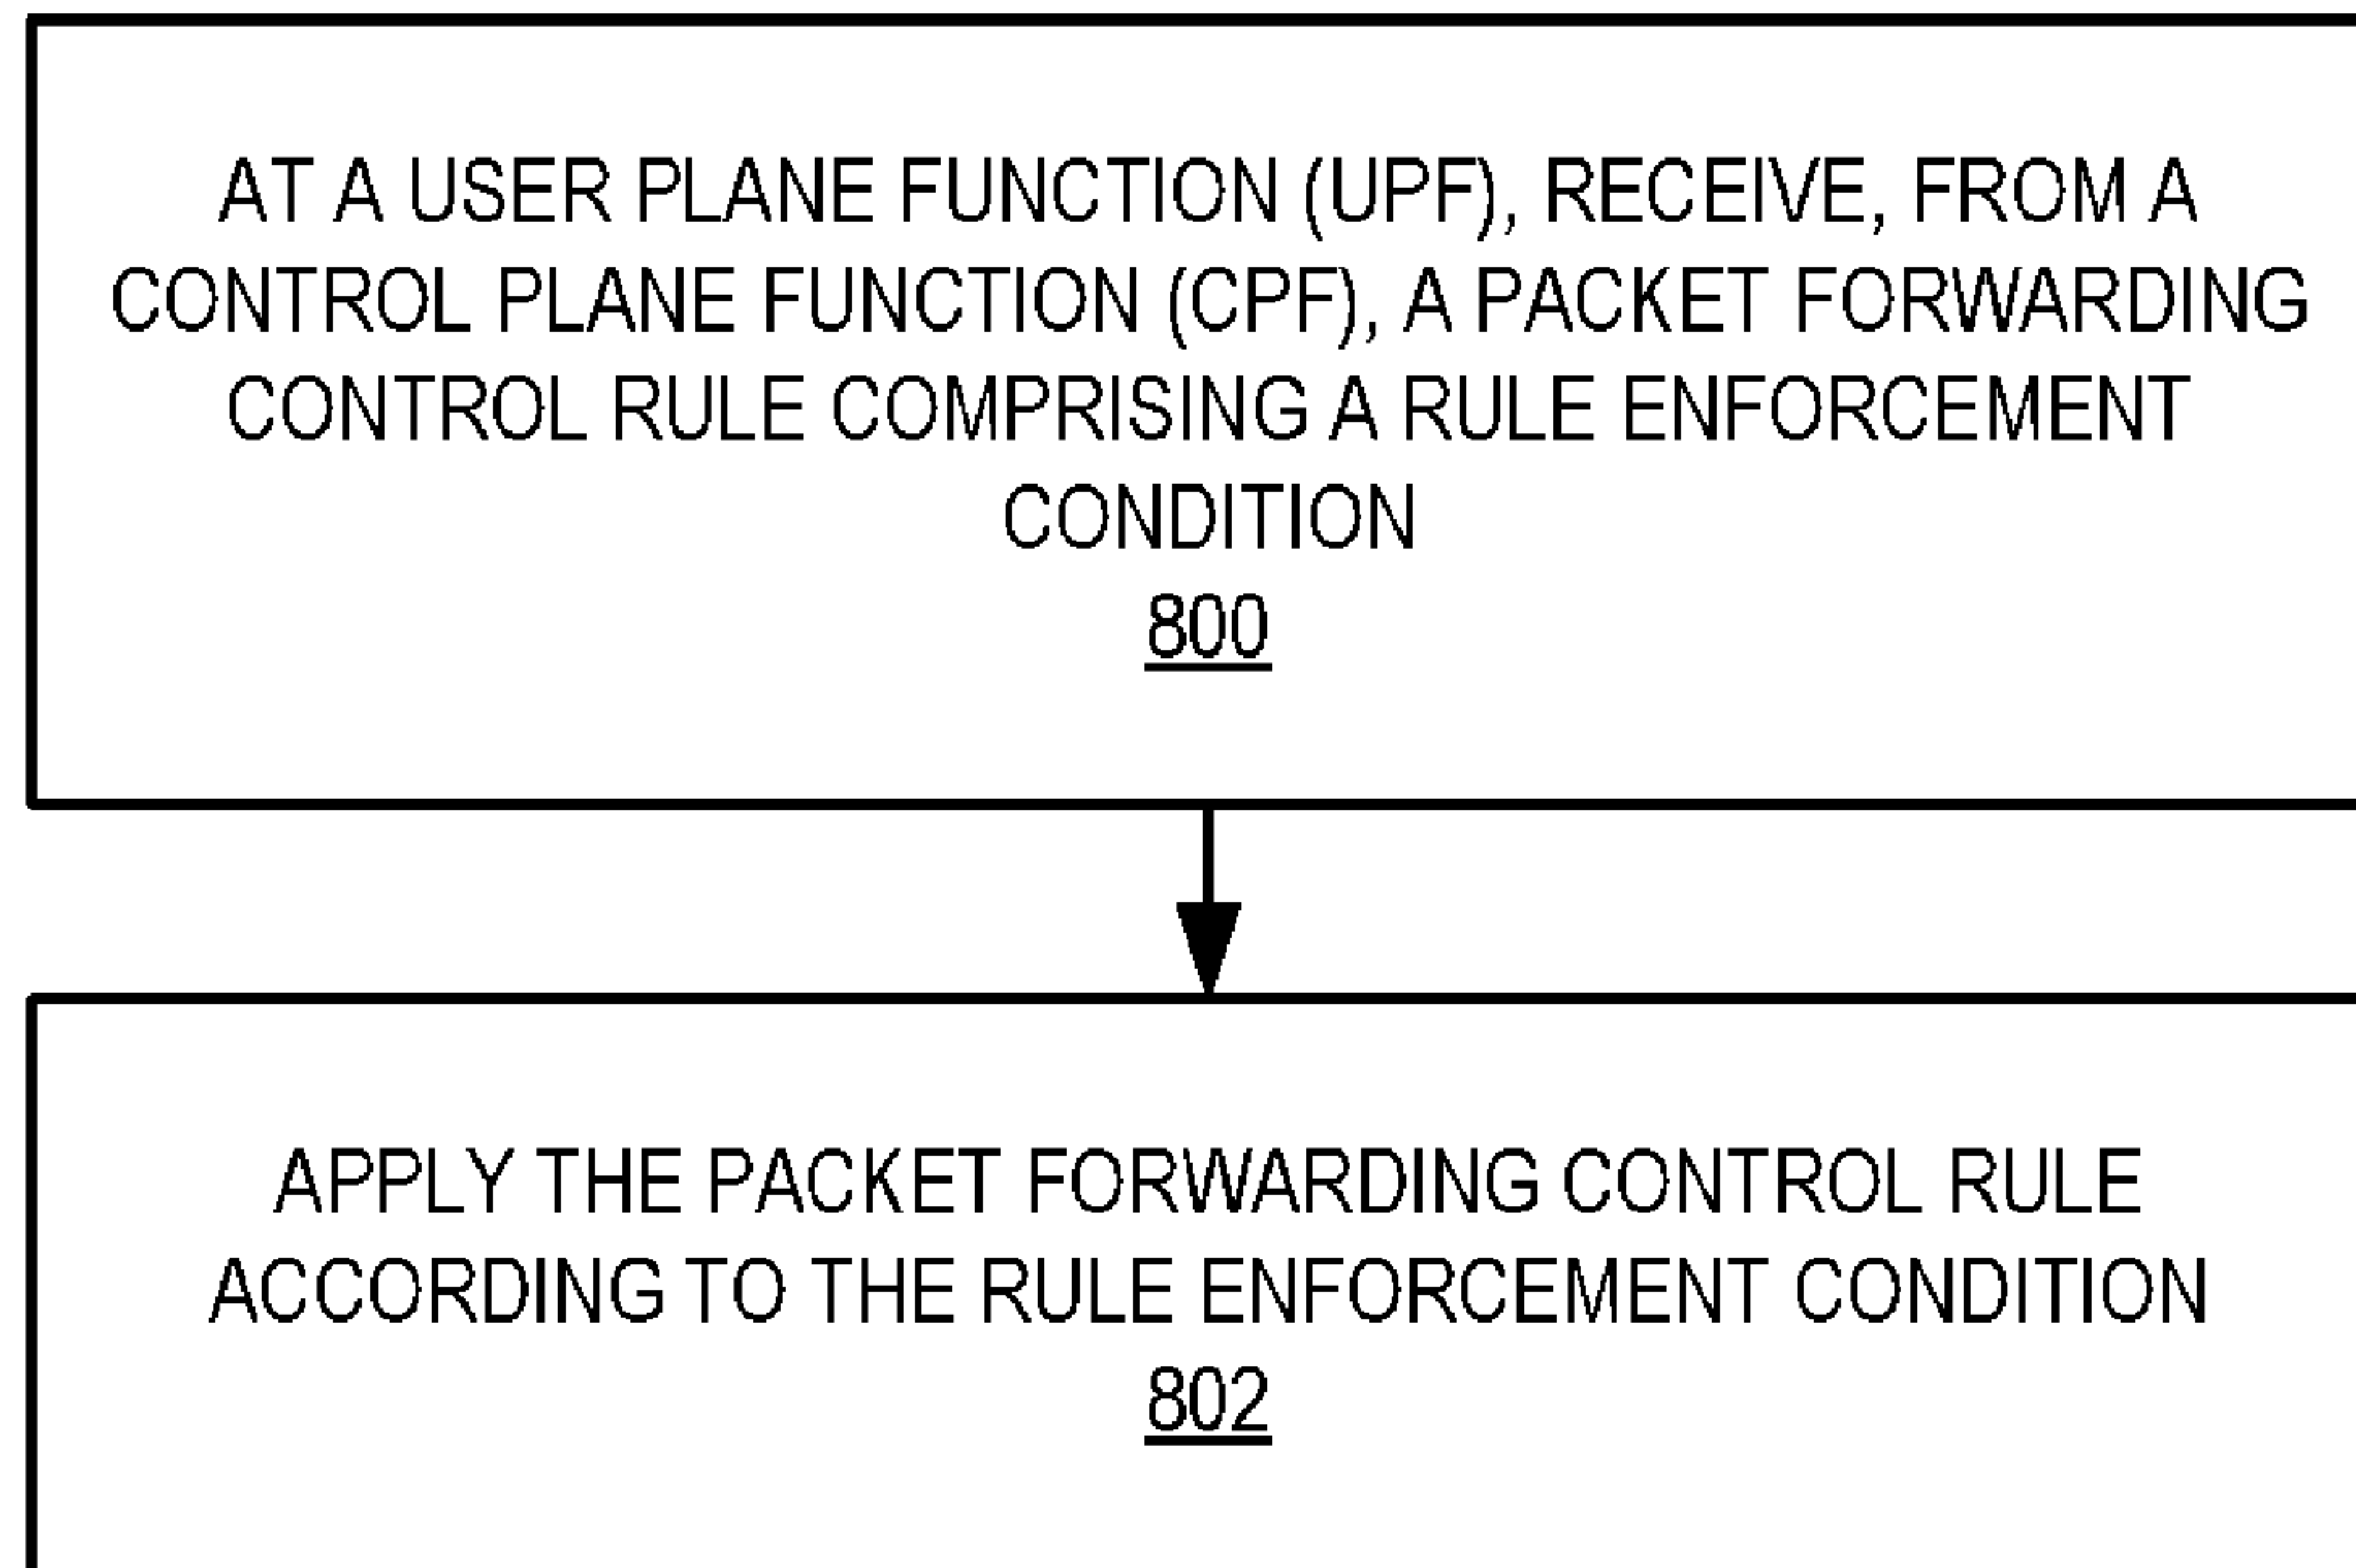 AT A USER PLANE FUNCTION (UPF), RECEIVE, FROM A
CONTROL PLANE FUNCTION (CPF), A PACKET FORWARDING
CONTROL RULE COMPRISING A RULE ENFORCEMENT
CONDITION
800
APPLY THE PACKET FORWARDING CONTROL RULE
ACCORDING TO THE RULE ENFORCEMENT CONDITION
802